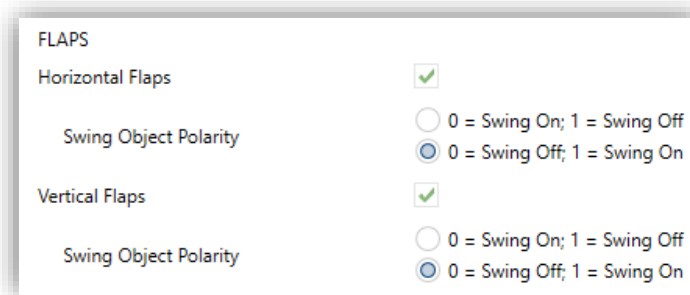 FLAPS
Horizontal Flaps
0 = Swing On; 1 = Swing Off
Swing Object Polarity
0 = Swing Off; 1 = Swing On
Vertical Flaps
0 = Swing On; 1 = Swing Off
Swing Object Polarity
0 = Swing Off; 1 = Swing On